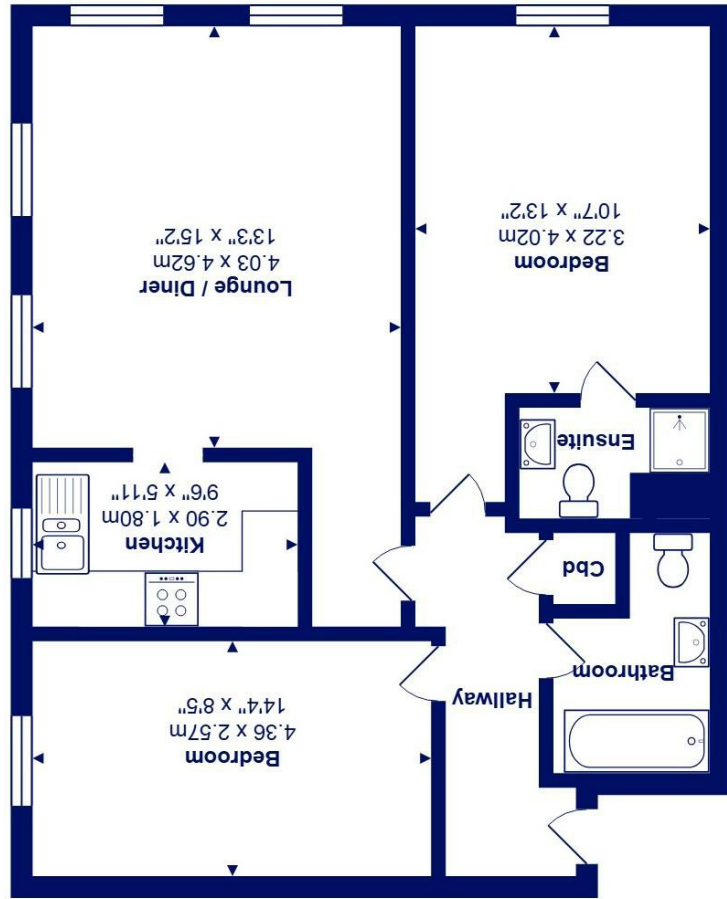 Bedroom
4.36 x 2.57m
14'4" x 8'5"
Hallway
Bathroom
Cbd
Kitchen
2.90 x 1.80m
9'6" x 5'11"
Ensuite
Lounge / Diner
4.03 x 4.62m
13'3" x 15'2"
Bedroom
3.22 x 4.02m
10'7" x 13'2"